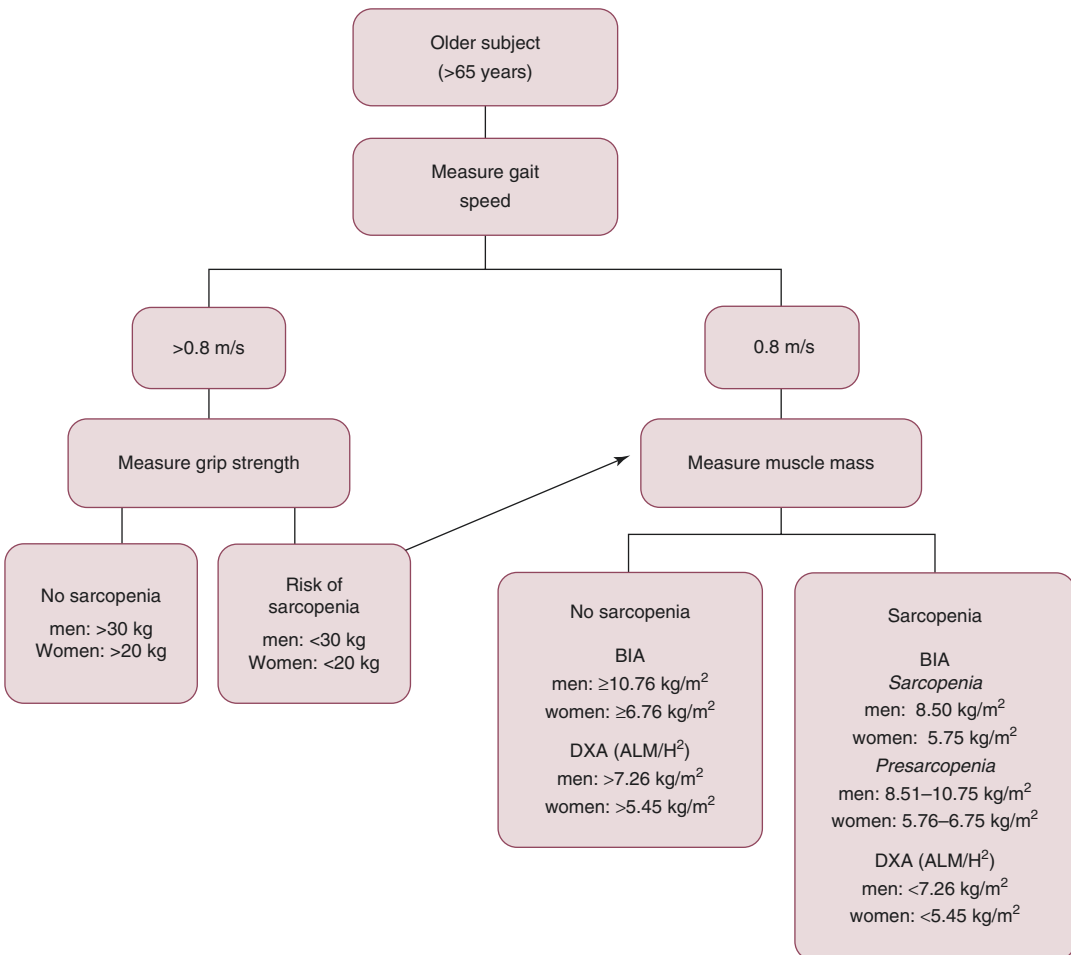 Older subject
(>65 years)
Measure gait
speed
>0.8 m/s
0.8 m/s
Measure grip strength
Measure muscle mass
No sarcopenia
men: >30 kg
Women: >20 kg
Risk of
sarcopenia
men: <30 kg
Women: <20 kg
No sarcopenia
BIA
men: ≥10.76 kg/m²
women: ≥6.76 kg/m²
DXA (ALM/H²)
men: >7.26 kg/m²
women: >5.45 kg/m²
Sarcopenia
BIA
Sarcopenia
men: 8.50 kg/m²
women: 5.75 kg/m²
Presarcopenia
men: 8.51–10.75 kg/m²
women: 5.76–6.75 kg/m²
DXA (ALM/H²)
men: <7.26 kg/m²
women: <5.45 kg/m²